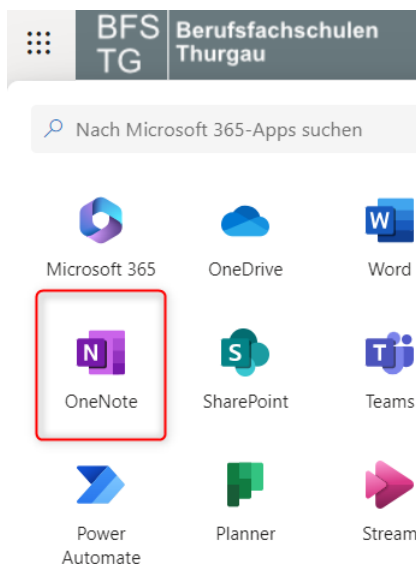 BFS
TG
Berufsfachschulen
Thurgau
Nach Microsoft 365-Apps suchen
Microsoft 365
OneDrive
Word
OneNote
SharePoint
Teams
Power
Automate
Planner
Stream